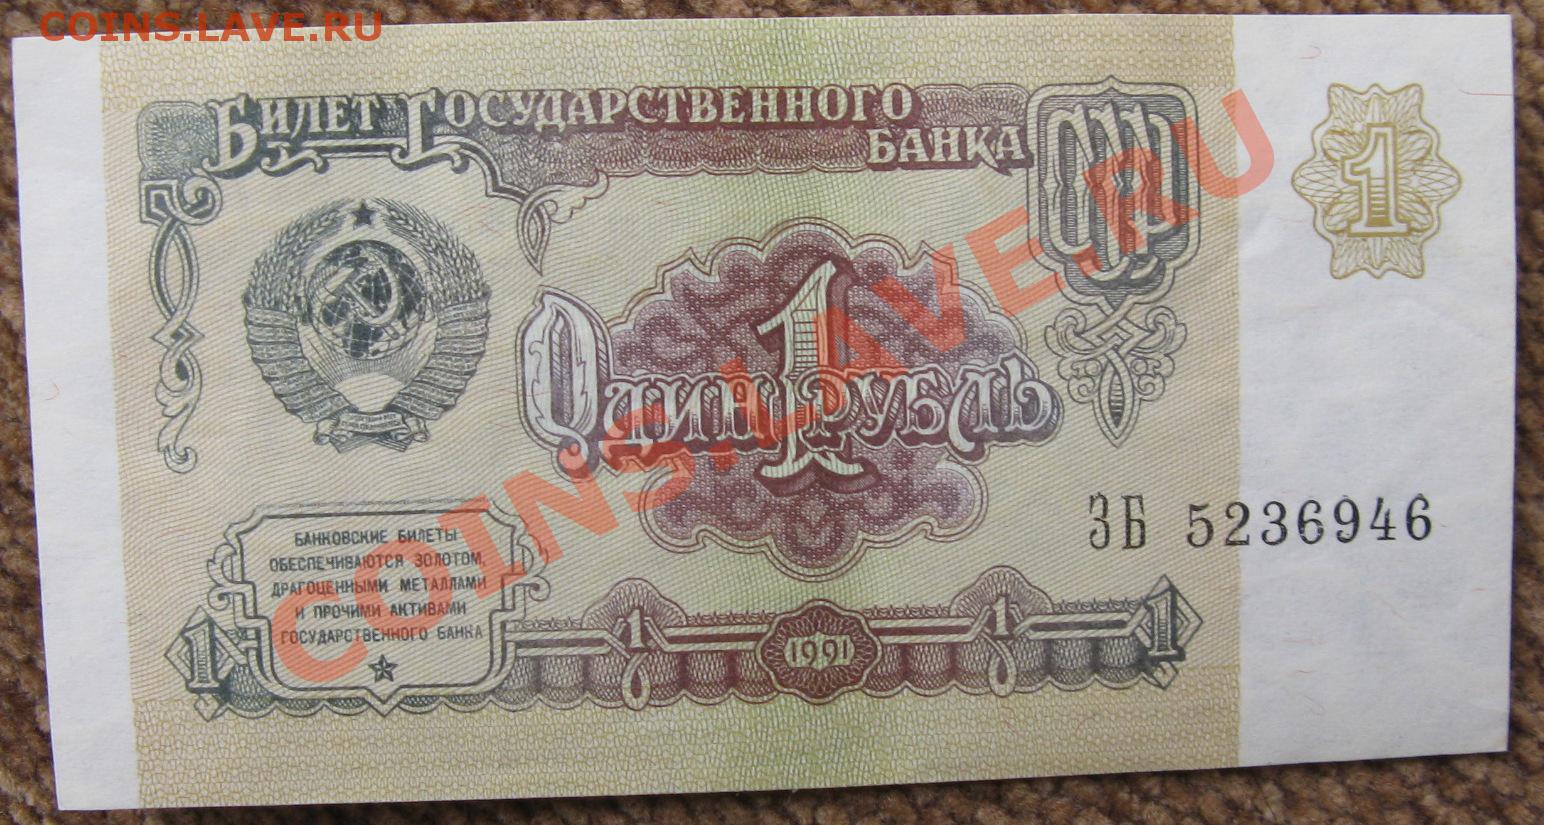 COINS.LAVE.RU
Билет Государственного
Банка
1
Один 1 рубль
COINS.LAVE.RU
ЗБ 5236946
БАНКОВСКИЕ БИЛЕТЫ
ОБЕСПЕЧИВАЮТСЯ ЗОЛОТОМ,
ДРАГОЦЕННЫМИ МЕТАЛЛАМИ
И ПРОЧИМИ АКТИВАМИ
ГОСУДАРСТВЕННОГО БАНКА
1 1 1991 1 1